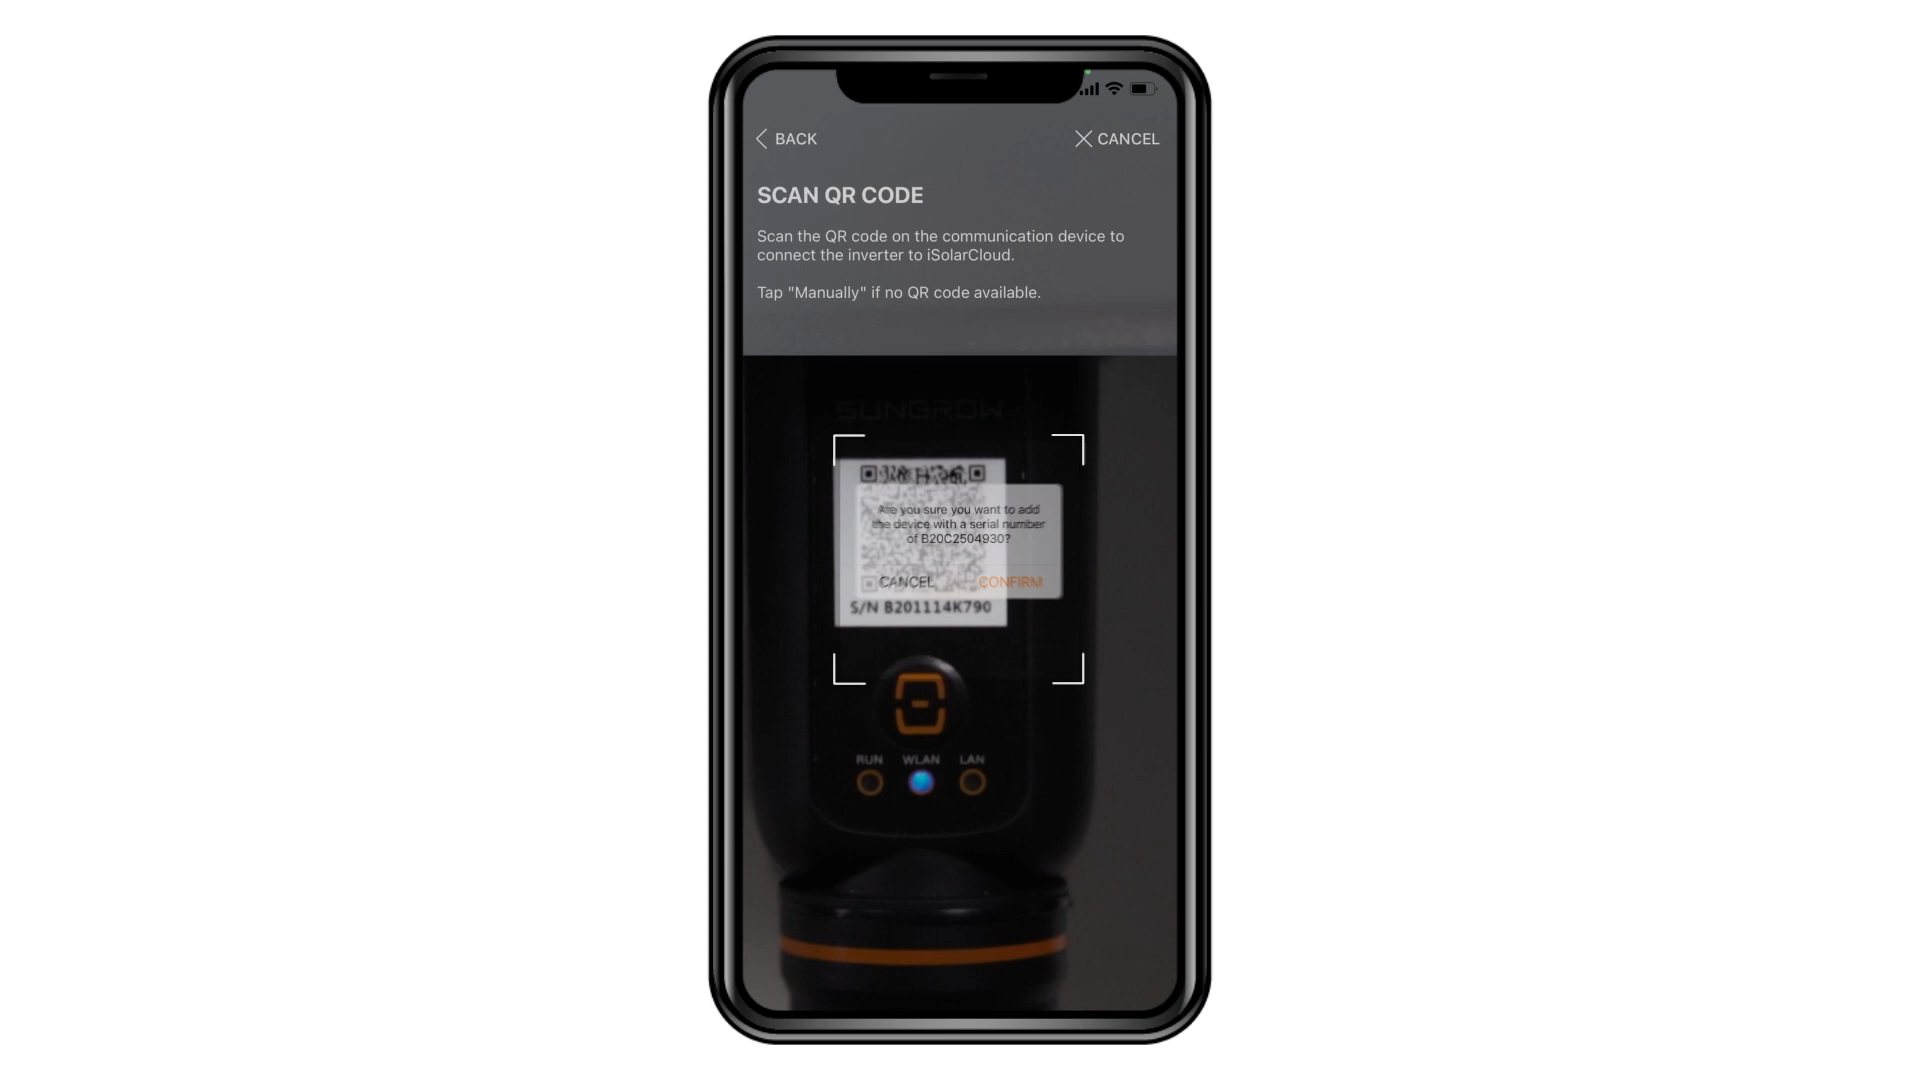 BACK
CANCEL
SCAN QR CODE
Scan the QR code on the communication device to
connect the inverter to iSolarCloud.
Tap "Manually" if no QR code available.
SUNGROW
Are you sure you want to add
the device with a serial number
of B20C2504930?
CANCEL CONFIRM
S/N B201114K790
RUN WLAN LAN